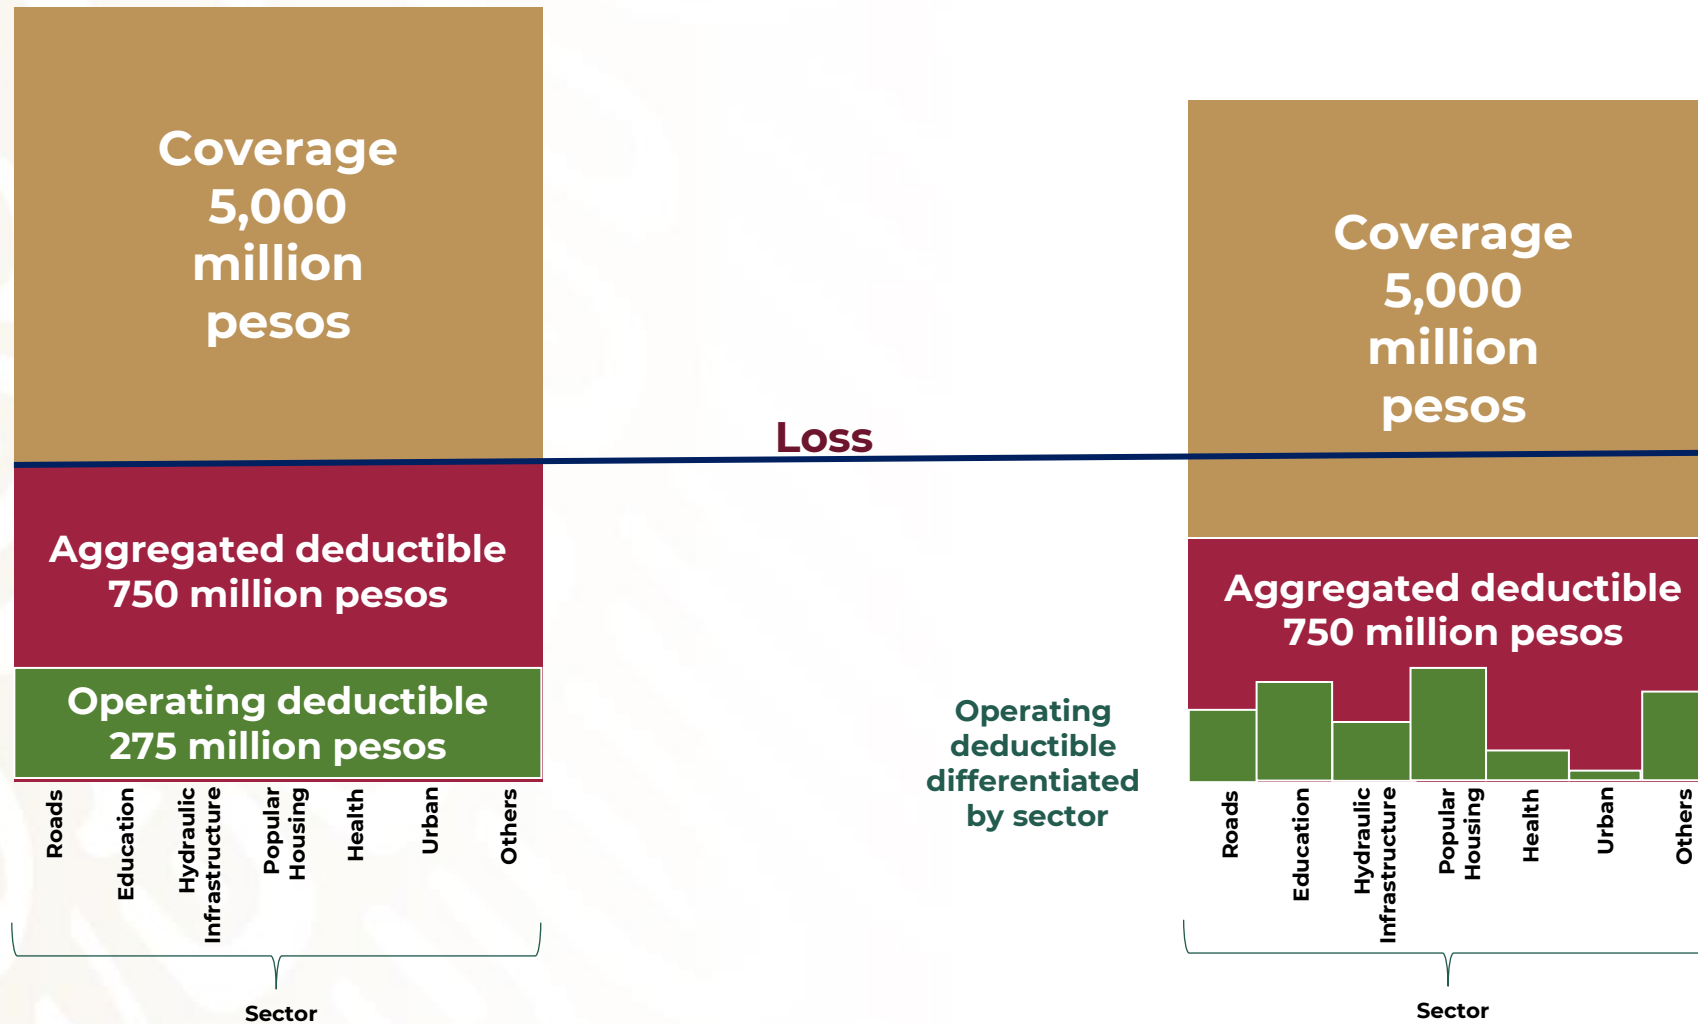 Coverage
5,000
million
pesos
Aggregated deductible
750 million pesos
Operating deductible
275 million pesos
Roads
Education
Hydraulic
Infrastructure
Popular
Housing
Health
Urban
Others
Sector
Loss
Operating
deductible
differentiated
by sector
Coverage
5,000
million
pesos
Aggregated deductible
750 million pesos
Roads
Education
Hydraulic
Infrastructure
Popular
Housing
Health
Urban
Others
Sector